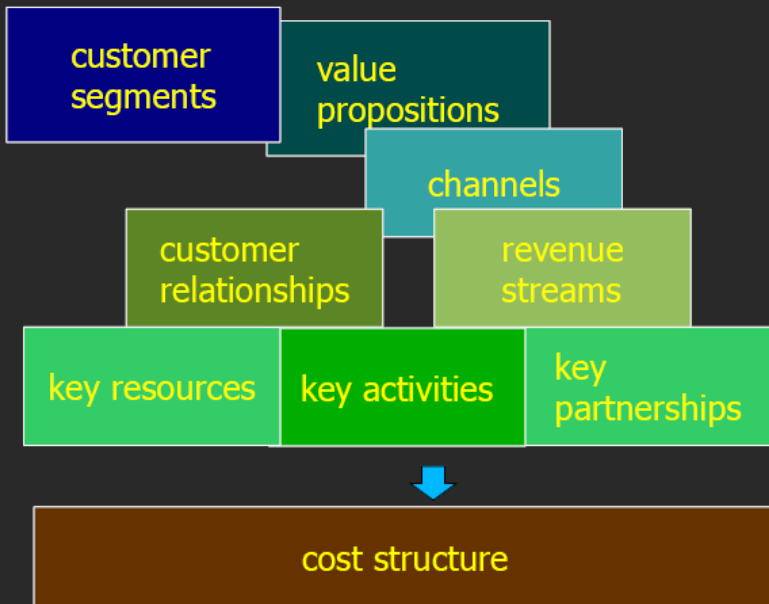 customer
segments
value
propositions
channels
customer
relationships
revenue
streams
key resources
key activities
key
partnerships
cost structure